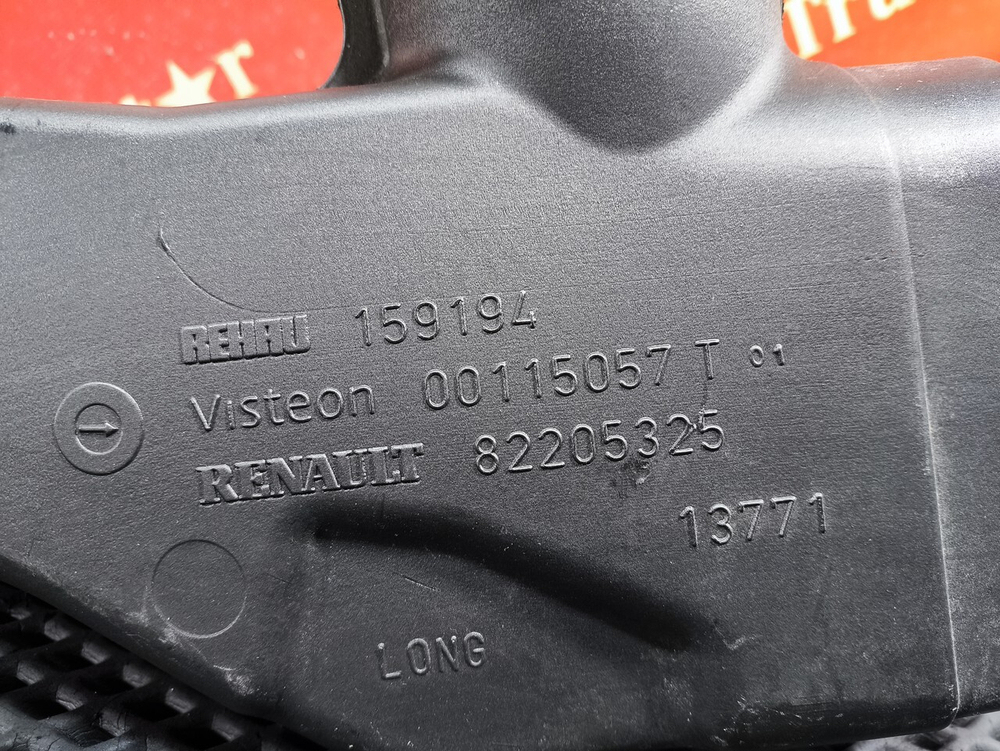 REHAU 159194
Visteon 00115057 T 01
RENAULT 82205325
13771
LONG